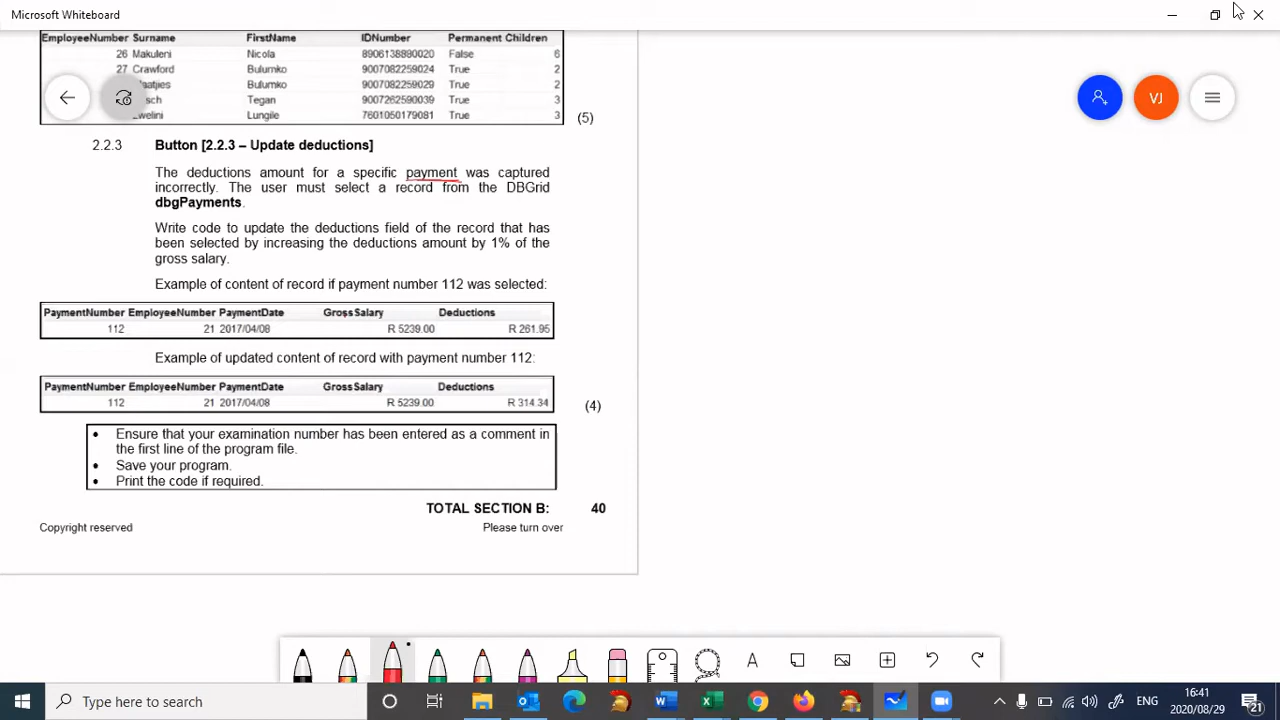 Microsoft Whiteboard
EmployeeNumber Surname FirstName IDNumber Permanent Children
26 Makuleni Nicola 8906138890020 False 6
27 Crawford Bulumko 9007082259024 True 2
Bulumko 9007082259029 True 2
Tegan 9007262590039 True 3
Lungile 7601050179081 True 3
(5)
VJ
2.2.3 Button [2.2.3 – Update deductions]
The deductions amount for a specific payment was captured
incorrectly. The user must select a record from the DBGrid
dbgPayments.
Write code to update the deductions field of the record that has
been selected by increasing the deductions amount by 1% of the
gross salary.
Example of content of record if payment number 112 was selected:
PaymentNumber EmployeeNumber PaymentDate GrossSalary Deductions
112 21 2017/04/08 R 5239.00 R 261.95
Example of updated content of record with payment number 112:
PaymentNumber EmployeeNumber PaymentDate GrossSalary Deductions
112 21 2017/04/08 R 5239.00 R 314.34
(4)
• Ensure that your examination number has been entered as a comment in
the first line of the program file.
• Save your program.
• Print the code if required.
TOTAL SECTION B: 40
Copyright reserved Please turn over
Type here to search
ENG
16:41
2020/08/29
21